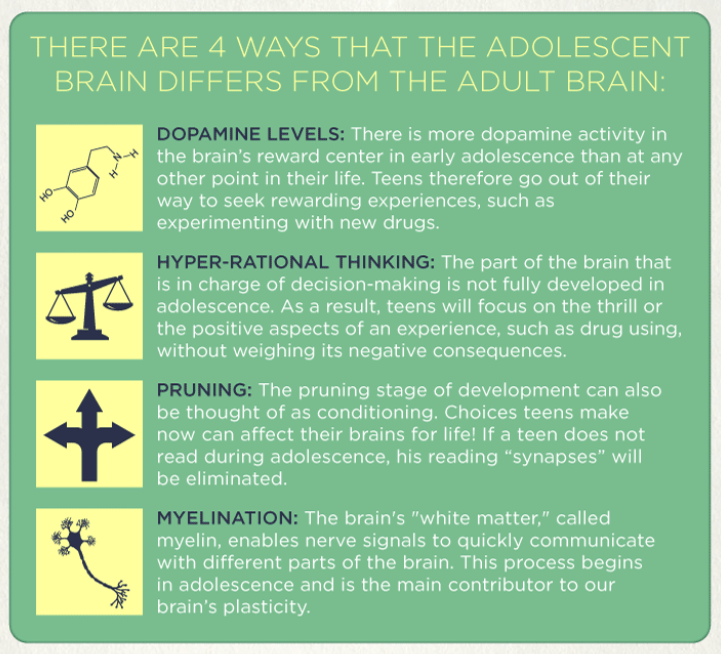 THERE ARE 4 WAYS THAT THE ADOLESCENT
BRAIN DIFFERS FROM THE ADULT BRAIN:
DOPAMINE LEVELS: There is more dopamine activity in
the brain's reward center in early adolescence than at any
other point in their life. Teens therefore go out of their
way to seek rewarding experiences, such as
experimenting with new drugs.
HO
HO
N
H
H
HYPER-RATIONAL THINKING: The part of the brain that
is in charge of decision-making is not fully developed in
adolescence. As a result, teens will focus on the thrill or
the positive aspects of an experience, such as drug using,
without weighing its negative consequences.
PRUNING: The pruning stage of development can also
be thought of as conditioning. Choices teens make
now can affect their brains for life! If a teen does not
read during adolescence, his reading “synapses” will
be eliminated.
MYELINATION: The brain's "white matter," called
myelin, enables nerve signals to quickly communicate
with different parts of the brain. This process begins
in adolescence and is the main contributor to our
brain's plasticity.